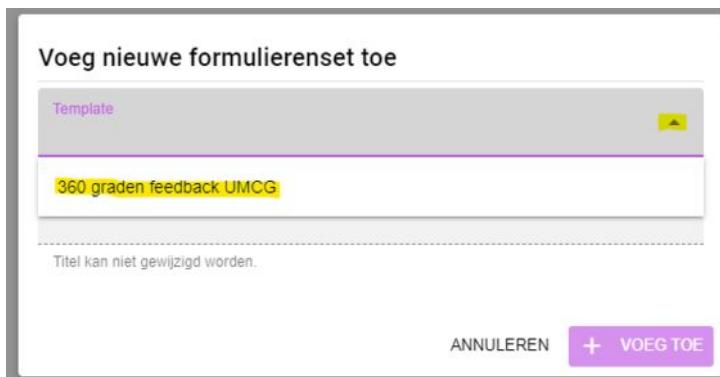 Voeg nieuwe formulierenset toe
Template
360 graden feedback UMCG
Titel kan niet gewijzigd worden.
ANNULEREN + VOEG TOE